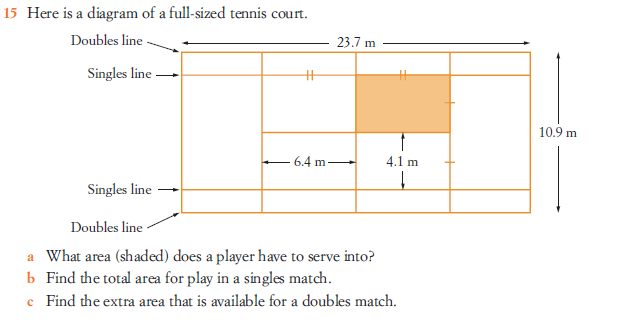 15 Here is a diagram of a full-sized tennis court.
Doubles line
23.7 m
Singles line
10.9 m
6.4 m
4.1 m
Singles line
Doubles line
a What area (shaded) does a player have to serve into?
b Find the total area for play in a singles match.
c Find the extra area that is available for a doubles match.